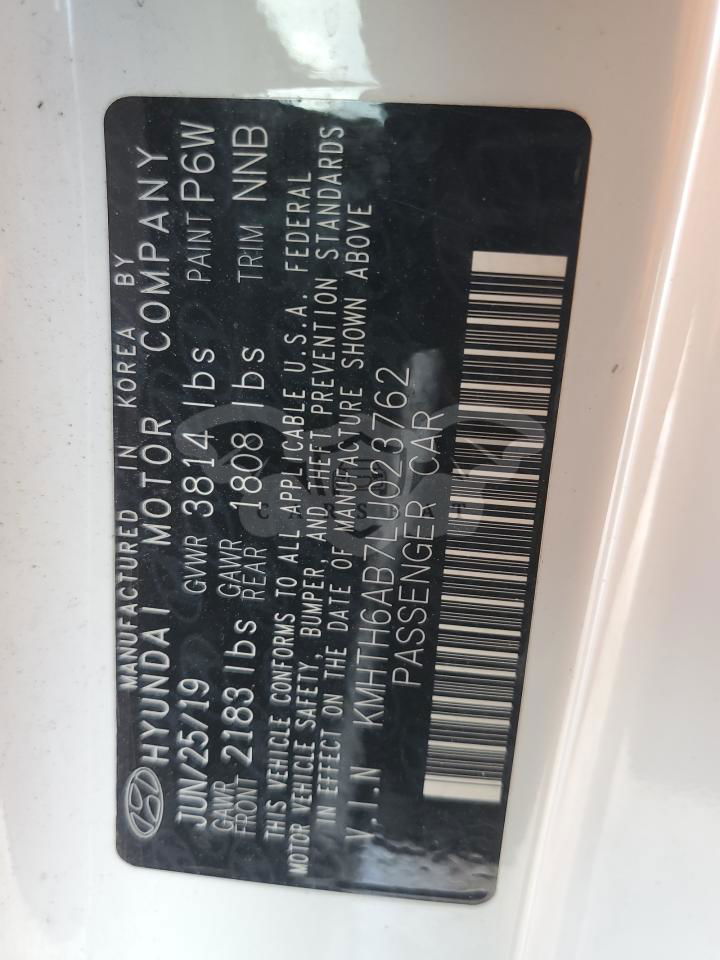 MANUFACTURED IN KOREA BY
HYUNDAI MOTOR COMPANY
JUN/25/19 GVWR 3814 lbs PAINT P6W
GAWR FRONT 2183 lbs GAWR REAR 1808 lbs TRIM NNB
THIS VEHICLE CONFORMS TO ALL APPLICABLE U.S.A. FEDERAL
MOTOR VEHICLE SAFETY, BUMPER, AND THEFT PREVENTION STANDARDS
IN EFFECT ON THE DATE OF MANUFACTURE SHOWN ABOVE
V.I.N KMHTH6AB7LU023762
PASSENGER CAR